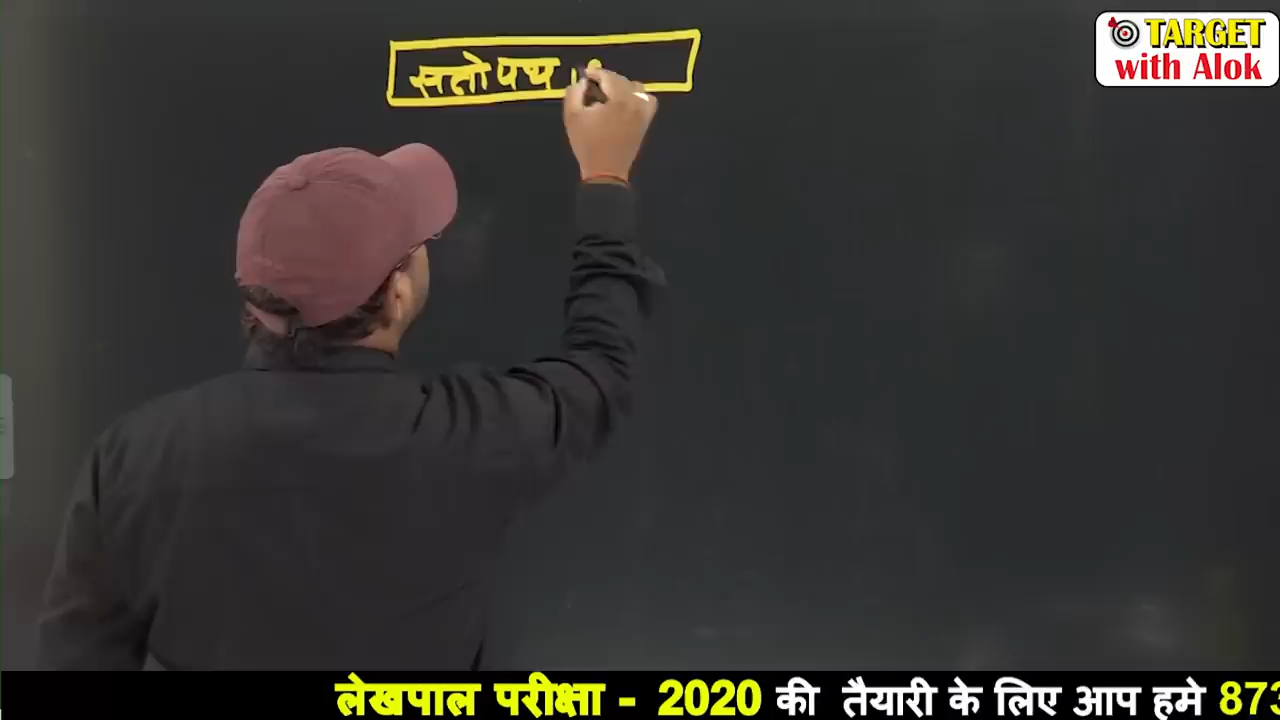 TARGET
with Alok
सतोपथ
लेखपाल परीक्षा - 2020 की तैयारी के लिए आप हमे 873